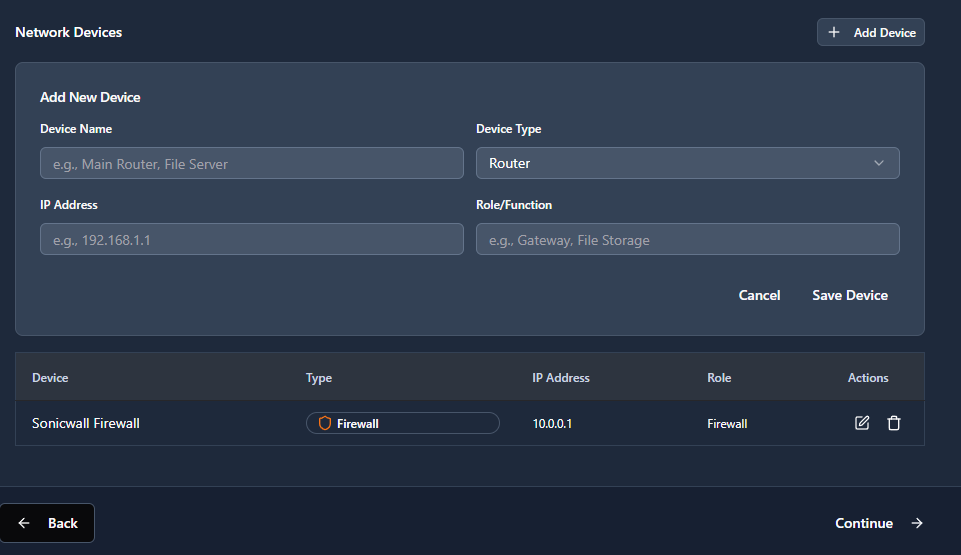 Network Devices
Add Device
Add New Device
Device Name
Device Type
e.g., Main Router, File Server
Router
IP Address
Role/Function
e.g., 192.168.1.1
e.g., Gateway, File Storage
Cancel
Save Device
Device Type IP Address Role Actions
Sonicwall Firewall Firewall 10.0.0.1 Firewall
Back
Continue